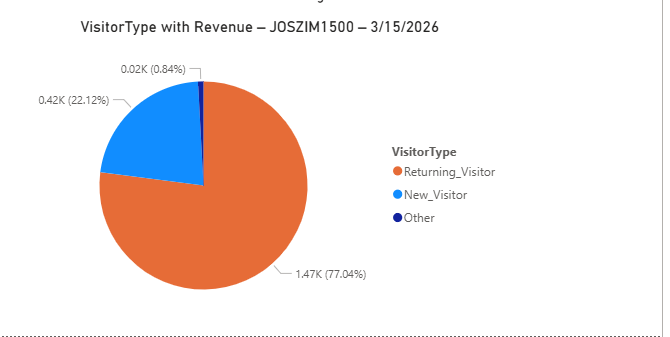 VisitorType with Revenue – JOSZIM1500 – 3/15/2026
0.02K (0.84%)
0.42K (22.12%)
VisitorType
Returning_Visitor
New_Visitor
Other
1.47K (77.04%)